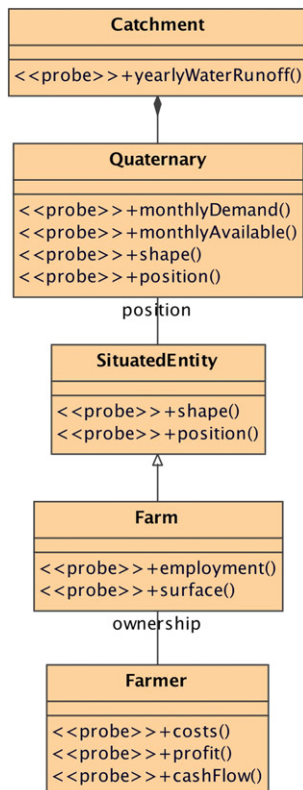 Catchment
<<probe>>+yearlyWaterRunoff()
Quaternary
<<probe>>+monthlyDemand()
<<probe>>+monthlyAvailable()
<<probe>>+shape()
<<probe>>+position()
position
SituatedEntity
<<probe>>+shape()
<<probe>>+position()
Farm
<<probe>>+employment()
<<probe>>+surface()
ownership
Farmer
<<probe>>+costs()
<<probe>>+profit()
<<probe>>+cashFlow()